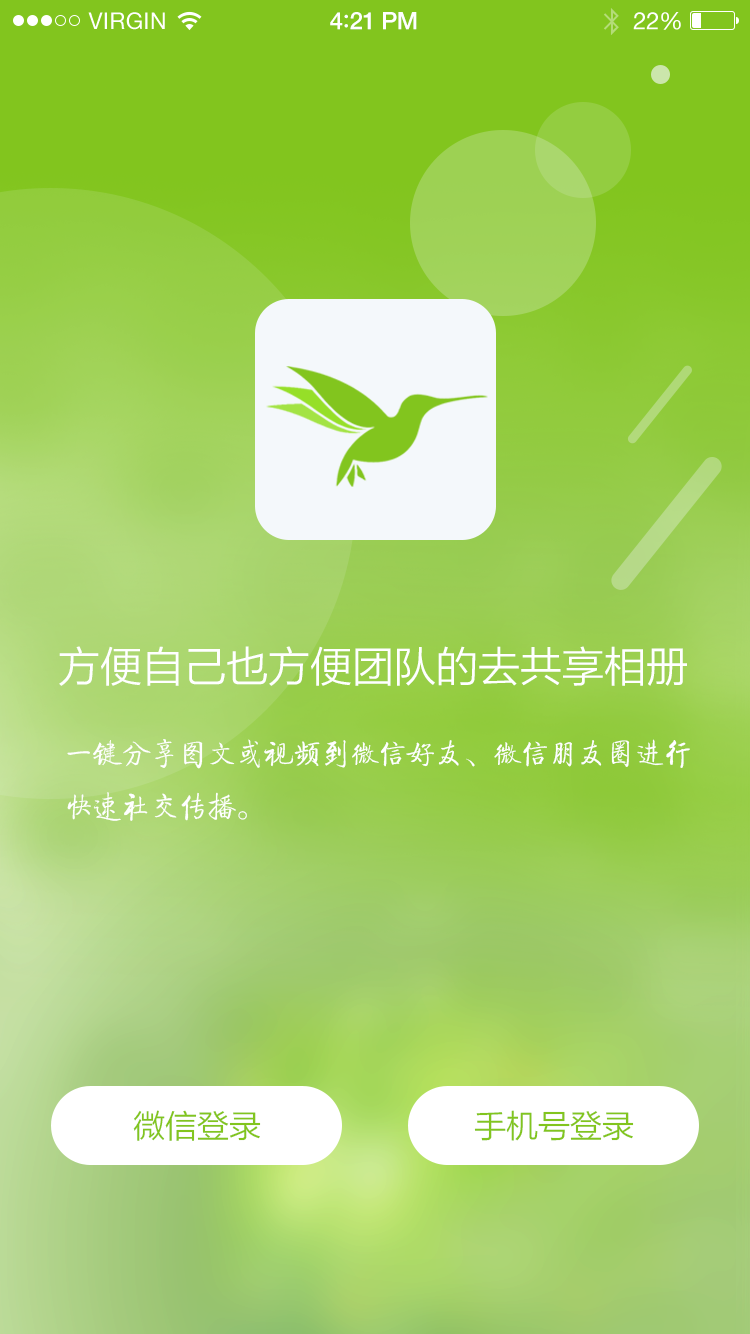 VIRGIN 4:21 PM 22%
方便自己也方便团队的去共享相册
一键分享图文或视频到微信好友、微信朋友圈进行
快速社交传播。
微信登录 手机号登录